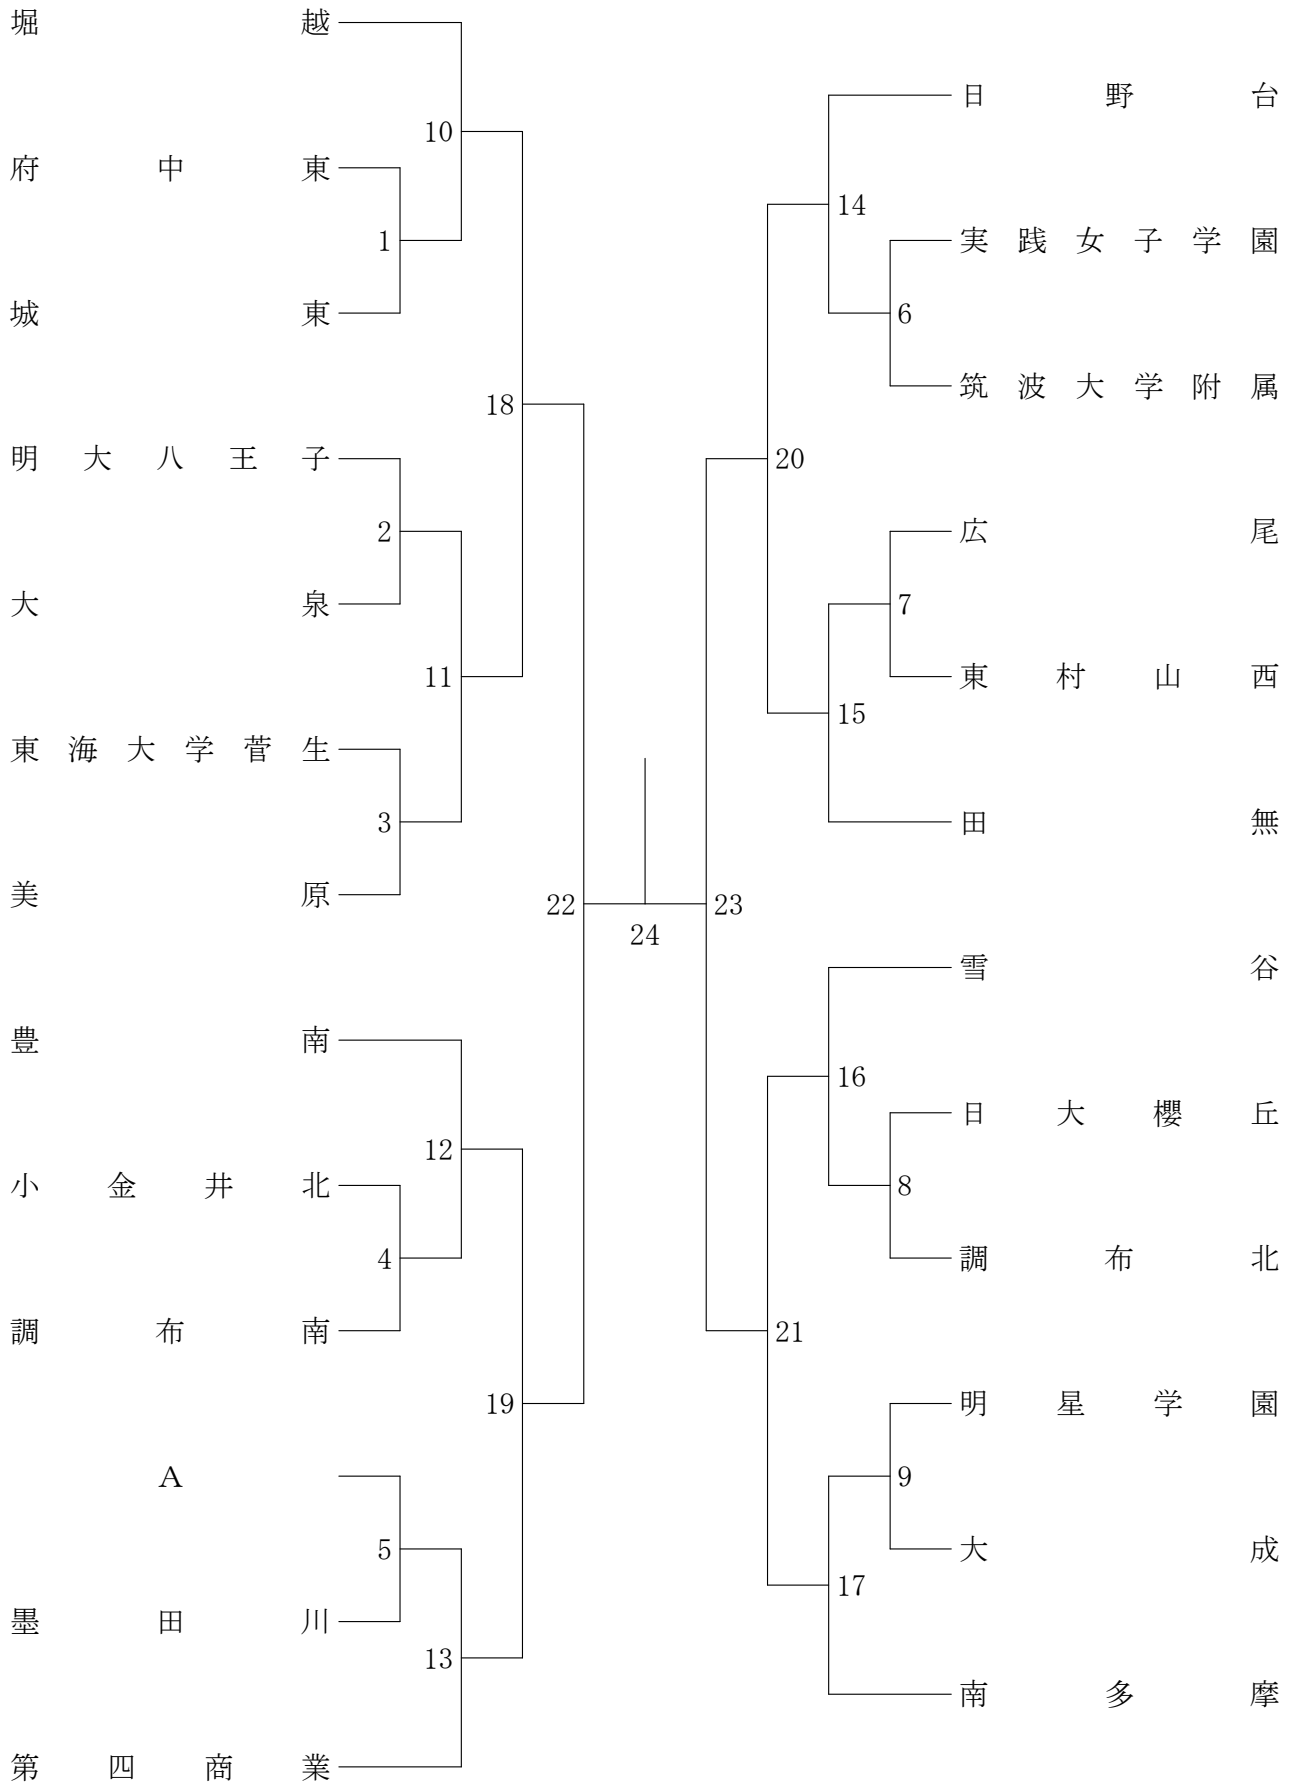 堀越
府中東
城東
明大八王子
大泉
東海大学菅生
美原
豊南
小金井北
調布南
A
墨田川
第四商業
10
1
18
2
11
3
22
12
4
19
5
13
24
23
14
6
20
7
15
16
8
21
9
17
日野台
実践女子学園
筑波大学附属
広尾
東村山西
田無
雪谷
日大櫻丘
調布北
明星学園
大成
南多摩